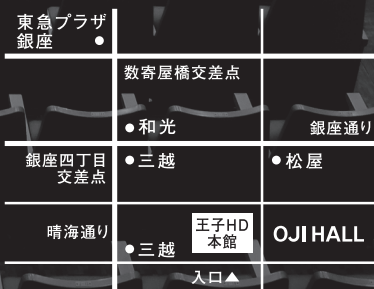 東急プラザ
銀座
数寄屋橋交差点
和光
銀座通り
銀座四丁目
交差点
三越
松屋
晴海通り
三越
王子HD
本館
OJI HALL
入口▲